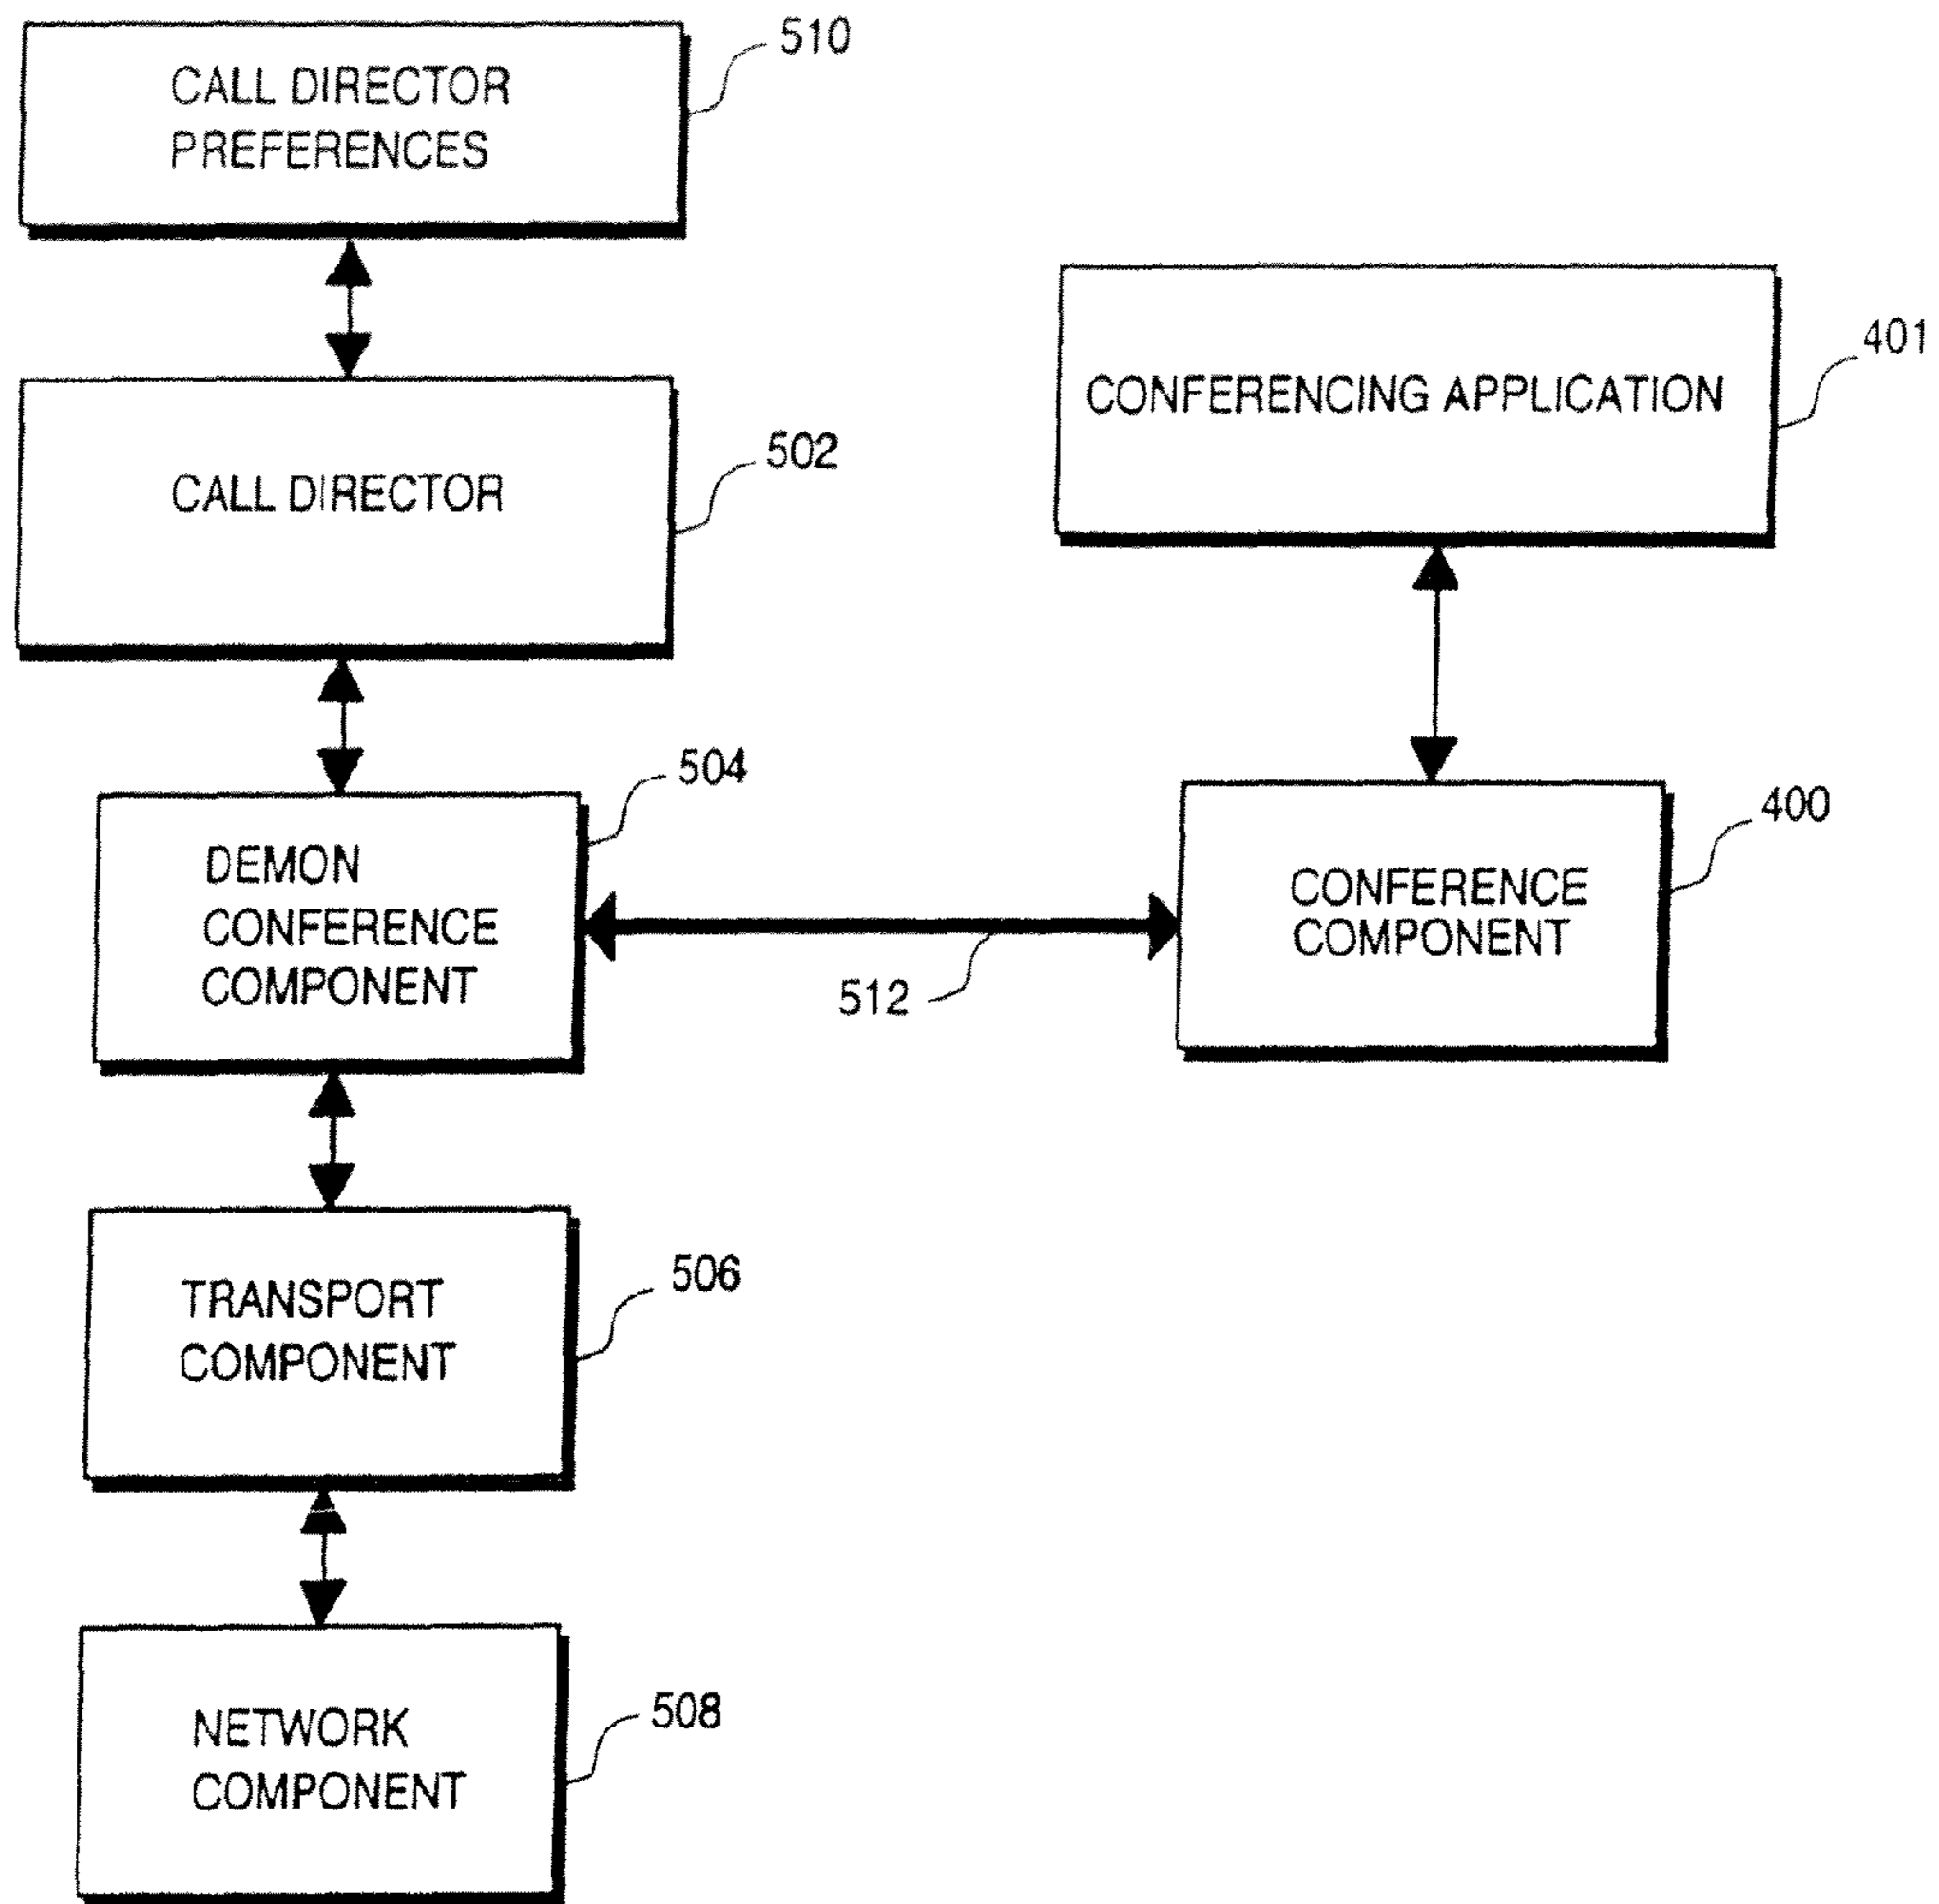 510
CALL DIRECTOR
PREFERENCES
401
CONFERENCING APPLICATION
502
CALL DIRECTOR
504
DEMON
CONFERENCE
COMPONENT
400
CONFERENCE
COMPONENT
512
506
TRANSPORT
COMPONENT
508
NETWORK
COMPONENT